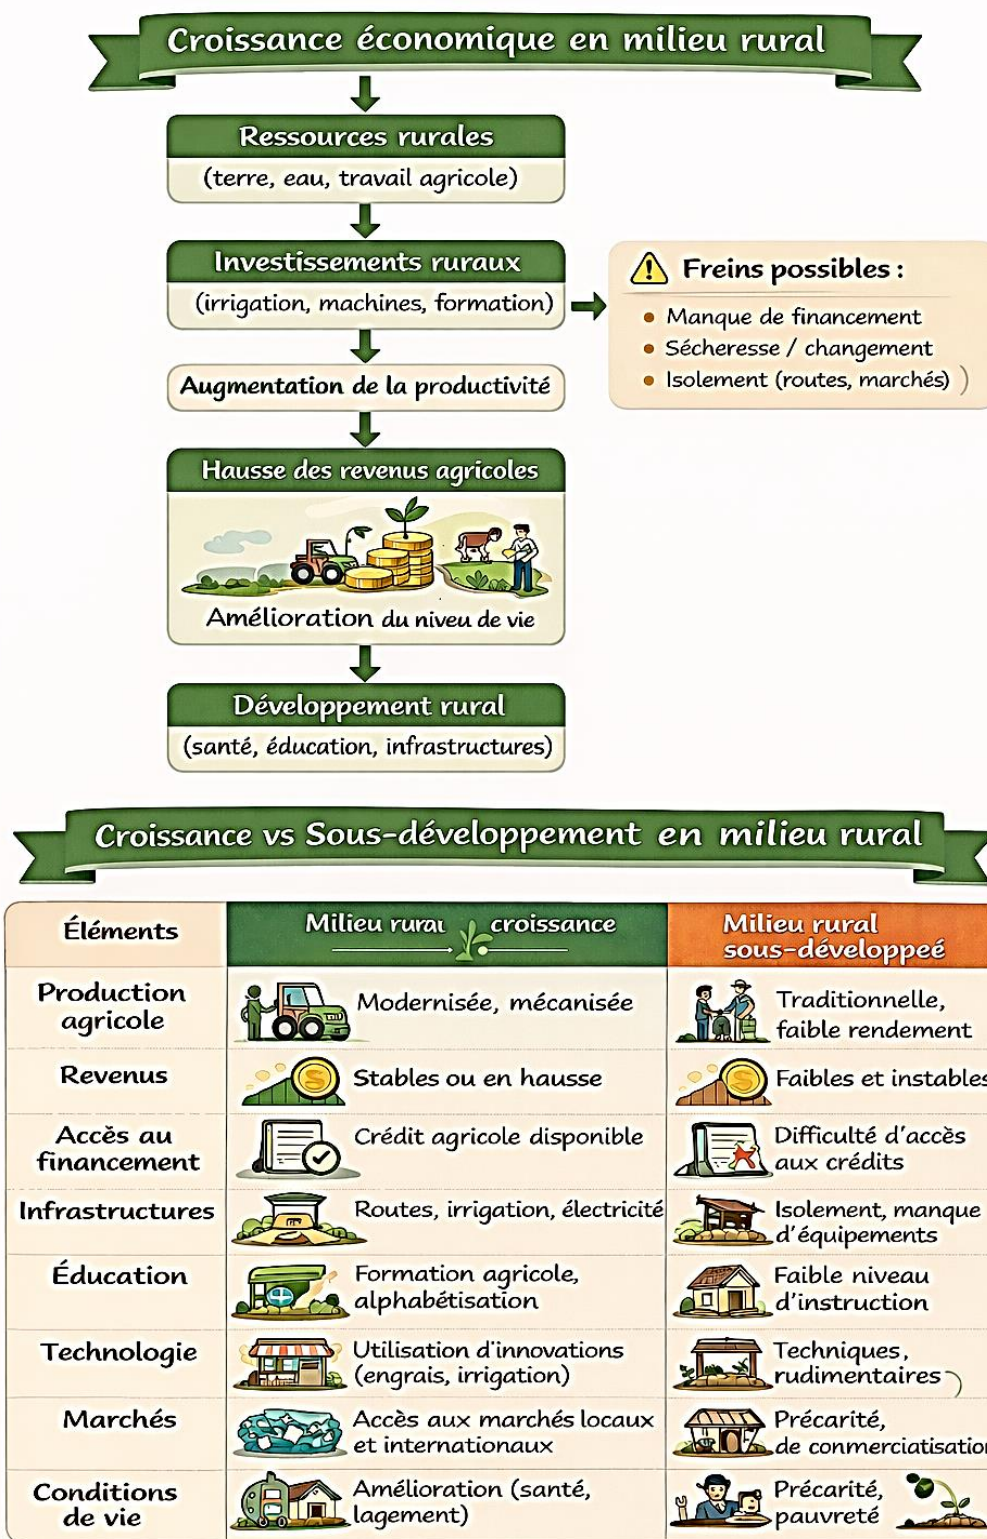 Croissance économique en milieu rural
Ressources rurales
(terre, eau, travail agricole)
Investissements ruraux
(irrigation, machines, formation)
Freins possibles :
• Manque de financement
• Sécheresse / changement
• Isolement (routes, marchés) )
Augmentation de la productivité
Hausse des revenus agricoles
Amélioration du niveu de vie
Développement rural
(santé, éducation, infrastructures)
Croissance vs Sous-développement en milieu rural
Éléments
Milieu rural croissance
Milieu rural
sous-développeé
Production
agricole
Modernisée, mécanisée
Traditionnelle,
faible rendement
Revenus
Stables ou en hausse
Faibles et instables
Accès au
financement
Crédit agricole disponible
Difficulté d'accès
aux crédits
Infrastructures
Routes, irrigation, électricité
Isolement, manque
d'équipements
Éducation
Formation agricole,
alphabétisation
Faible niveau
d'instruction
Technologie
Utilisation d'innovations
(engrais, irrigation)
Techniques,
rudimentaires
Marchés
Accès aux marchés locaux
et internationaux
Précarité,
de conmerciatisation
Conditions
de vie
Amélioration (santé,
lagement)
Précarité,
pauvreté